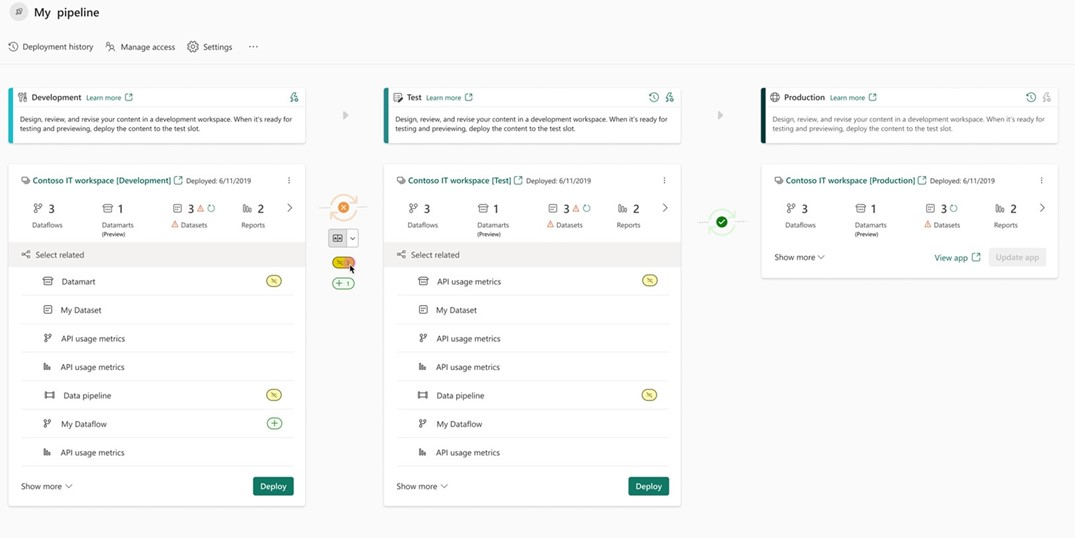 My pipeline
Deployment history
Manage access
Settings
Development Learn more
Design, review, and revise your content in a development workspace. When it's ready for
testing and previewing, deploy the content to the test slot.
Test Learn more
Design, review, and revise your content in a development workspace. When it's ready for
testing and previewing, deploy the content to the test slot.
Production Learn more
Design, review, and revise your content in a development workspace. When it's ready for
testing and previewing, deploy the content to the test slot.
Contoso IT workspace [Development] Deployed: 6/11/2019
3 1 3 2
Dataflows Datamarts Datasets Reports
(Preview)
Select related
Datamart
My Dataset
API usage metrics
API usage metrics
Data pipeline
My Dataflow
API usage metrics
Show more Deploy
+ 1
Contoso IT workspace [Test] Deployed: 6/11/2019
3 1 3 2
Dataflows Datamarts Datasets Reports
(Preview)
Select related
API usage metrics
My Dataset
API usage metrics
API usage metrics
Data pipeline
My Dataflow
API usage metrics
Show more Deploy
Contoso IT workspace [Production] Deployed: 6/11/2019
3 1 3 2
Dataflows Datamarts Datasets Reports
(Preview)
Show more View app Update app